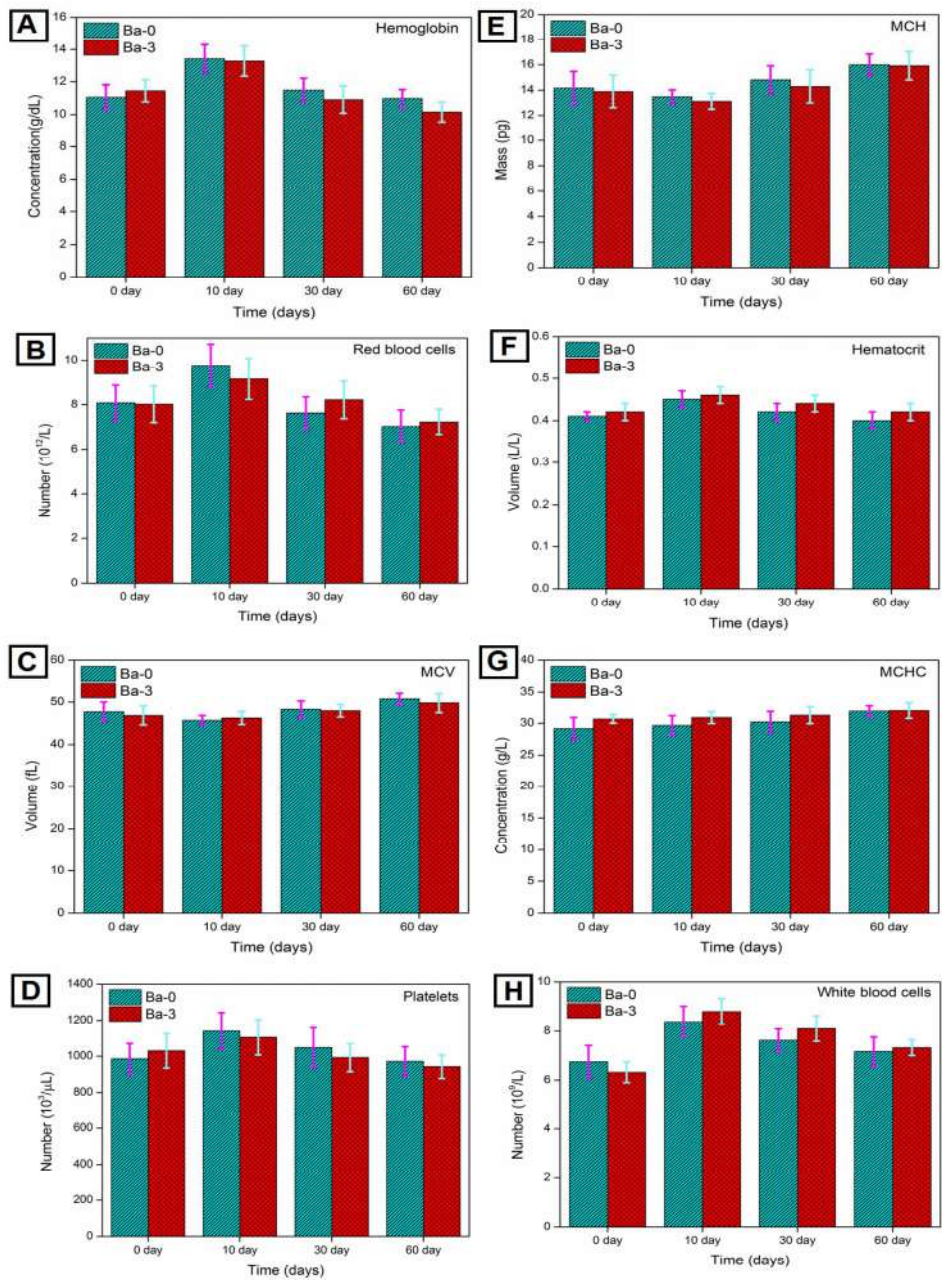 A
Hemoglobin
Ba-0
Ba-3
Concentration(g/dL)
16
14
12
10
8
6
4
2
0
0 day 10 day 30 day 60 day
Time (days)
E
MCH
Ba-0
Ba-3
Mass (pg)
22
20
18
16
14
12
10
8
6
4
2
0
0 day 10 day 30 day 60 day
Time (days)
B
Red blood cells
Ba-0
Ba-3
Number (10¹²/L)
10
8
6
4
2
0
0 day 10 day 30 day 60 day
Time (days)
F
Hematocrit
Ba-0
Ba-3
Volume (L/L)
0.6
0.5
0.4
0.3
0.2
0.1
0.0
0 day 10 day 30 day 60 day
Time (days)
C
MCV
Ba-0
Ba-3
Volume (fL)
60
50
40
30
20
10
0
0 day 10 day 30 day 60 day
Time (days)
G
MCHC
Ba-0
Ba-3
Concentration (g/L)
40
35
30
25
20
15
10
5
0
0 day 10 day 30 day 60 day
Time (days)
D
Platelets
Ba-0
Ba-3
Number (10³/μL)
1400
1200
1000
800
600
400
200
0
0 day 10 day 30 day 60 day
Time (days)
H
White blood cells
Ba-0
Ba-3
Number (10⁹/L)
10
8
6
4
2
0
0 day 10 day 30 day 60 day
Time (days)